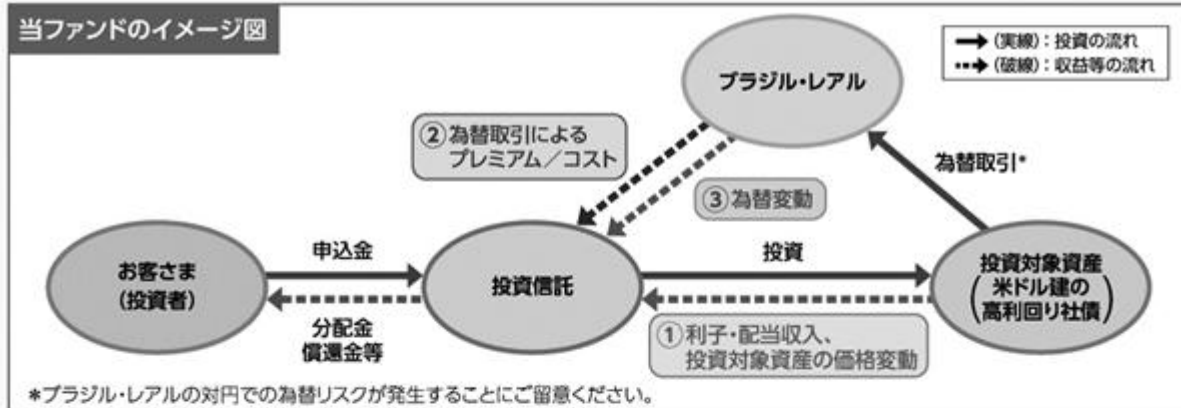 当ファンドのイメージ図
(実線):投資の流れ
(破線):収益等の流れ
ブラジル・レアル
②為替取引による
プレミアム/コスト
為替取引*
③為替変動
お客さま
(投資者)
申込金
分配金
償還金等
投資信託
投資
投資対象資産
(米ドル建の
高利回り社債)
①利子・配当収入、
投資対象資産の価格変動
*ブラジル・レアルの対円での為替リスクが発生することにご留意ください。